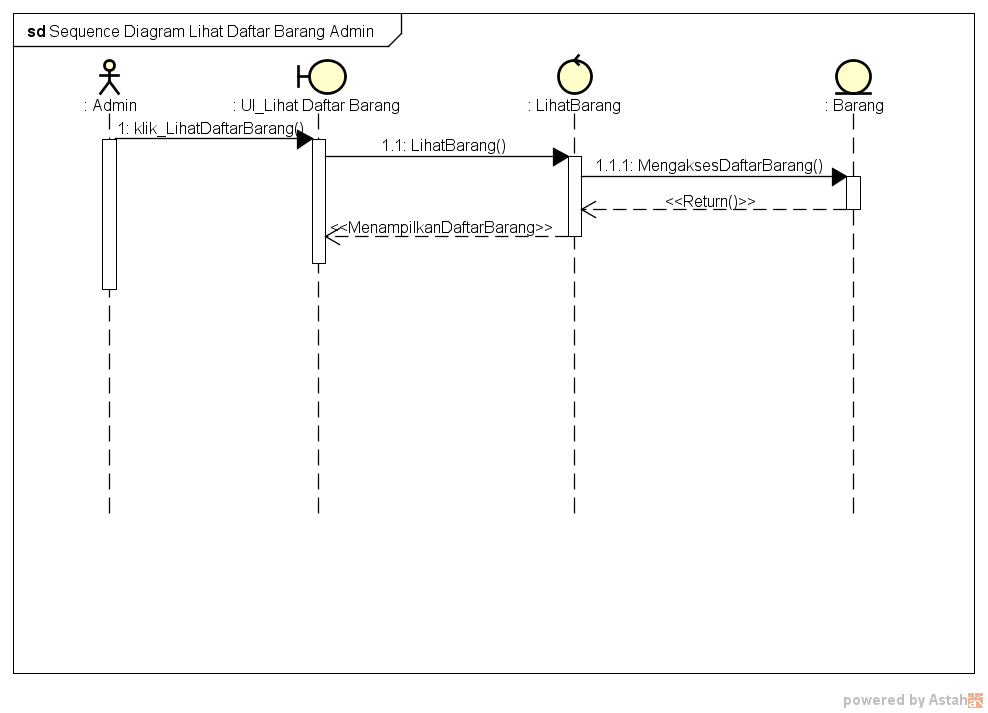 sd Sequence Diagram Lihat Daftar Barang Admin
: Admin
: UI_Lihat Daftar Barang
: LihatBarang
: Barang
1: klik_LihatDaftarBarang()
1.1: LihatBarang()
1.1.1: MengaksesDaftarBarang()
<<Return()>>
<<MenampilkanDaftarBarang>>
powered by Astah